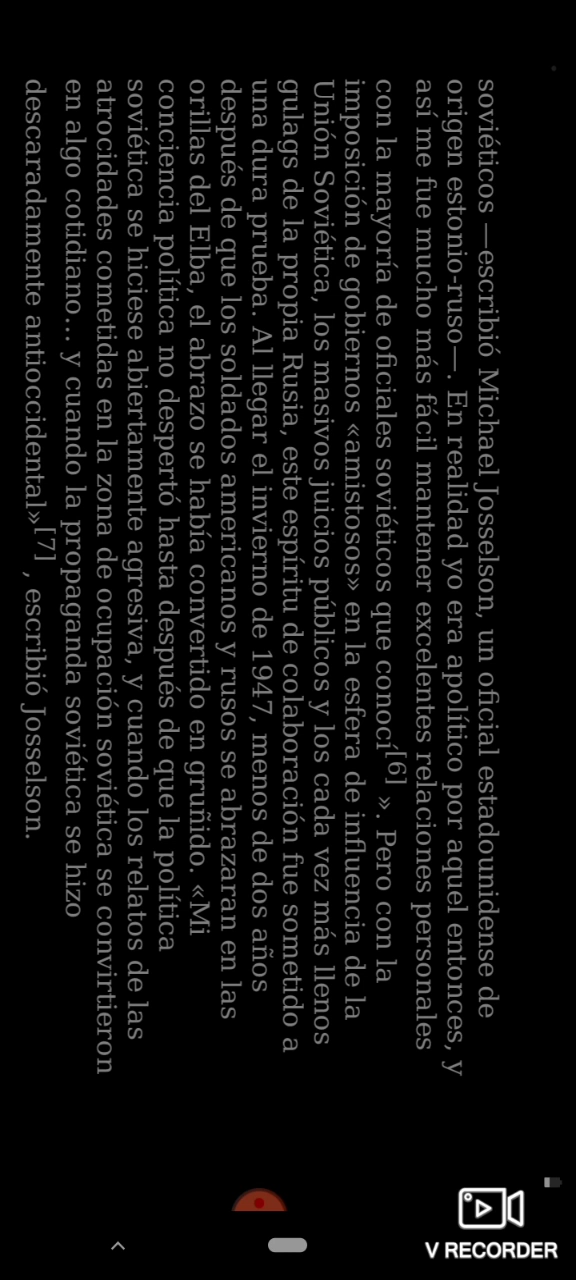 soviéticos —escribió Michael Josselson, un oficial estadounidense de
origen estonio-ruso—. En realidad yo era apolítico por aquel entonces, y
así me fue mucho más fácil mantener excelentes relaciones personales
con la mayoría de oficiales soviéticos que conocí[6] ». Pero con la
imposición de gobiernos «amistosos» en la esfera de influencia de la
Unión Soviética, los masivos juicios públicos y los cada vez más llenos
gulags de la propia Rusia, este espíritu de colaboración fue sometido a
una dura prueba. Al llegar el invierno de 1947, menos de dos años
después de que los soldados americanos y rusos se abrazaran en las
orillas del Elba, el abrazo se había convertido en gruñido. «Mi
conciencia política no despertó hasta después de que la política
soviética se hiciese abiertamente agresiva, y cuando los relatos de las
atrocidades cometidas en la zona de ocupación soviética se convirtieron
en algo cotidiano... y cuando la propaganda soviética se hizo
descaradamente antioccidental»[7] , escribió Josselson.
V RECORDER